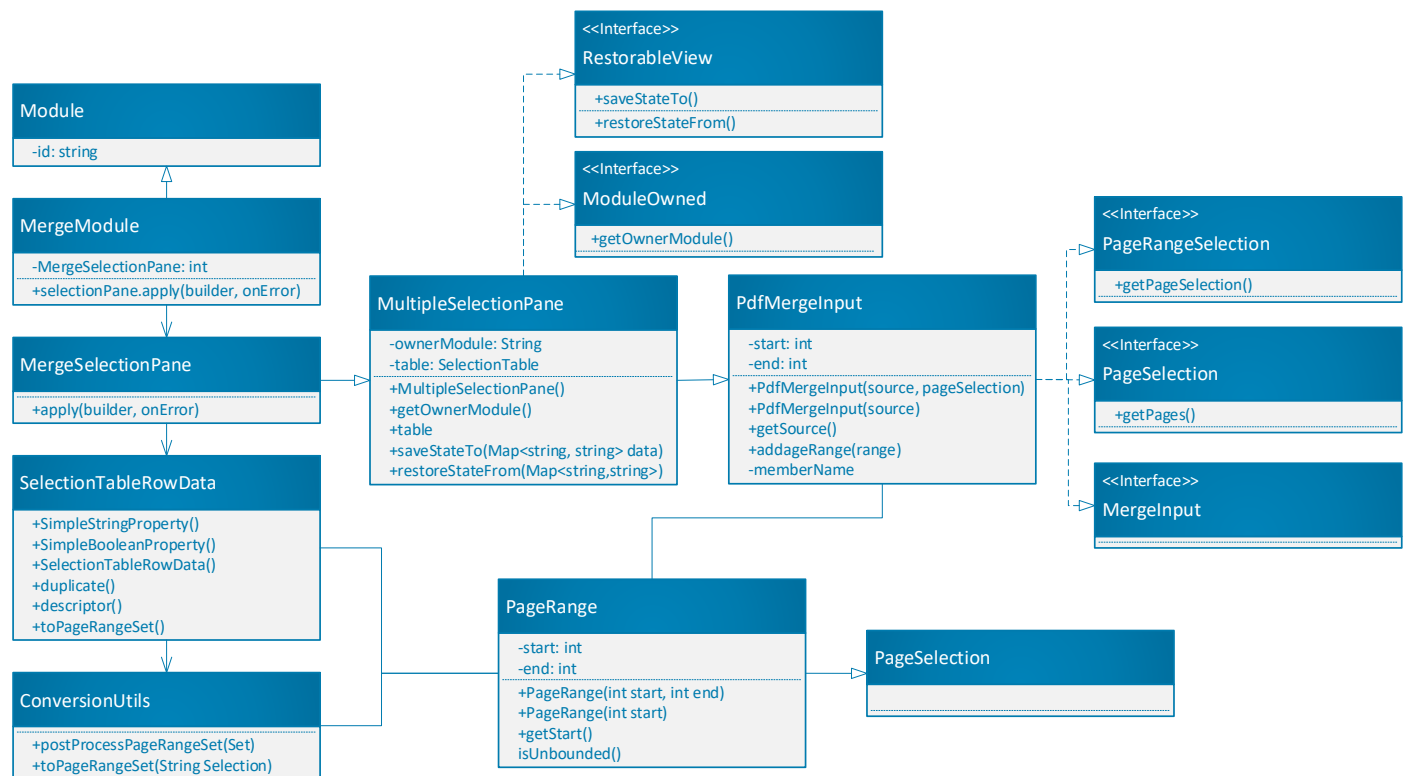 <<Interface>>
RestorableView
+saveStateTo()
+restoreStateFrom()
Module
-id: string
<<Interface>>
ModuleOwned
+getOwnerModule()
MergeModule
-MergeSelectionPane: int
+selectionPane.apply(builder, onError)
<<Interface>>
PageRangeSelection
+getPageSelection()
MultipleSelectionPane
-ownerModule: String
-table: SelectionTable
+MultipleSelectionPane()
+getOwnerModule()
+table
+saveStateTo(Map<string, string> data)
+restoreStateFrom(Map<string,string>)
PdfMergeInput
-start: int
-end: int
+PdfMergeInput(source, pageSelection)
+PdfMergeInput(source)
+getSource()
+addageRange(range)
-memberName
<<Interface>>
PageSelection
+getPages()
MergeSelectionPane
+apply(builder, onError)
<<Interface>>
MergeInput
SelectionTableRowData
+SimpleStringProperty()
+SimpleBooleanProperty()
+SelectionTableRowData()
+duplicate()
+descriptor()
+toPageRangeSet()
PageRange
-start: int
-end: int
+PageRange(int start, int end)
+PageRange(int start)
+getStart()
isUnbounded()
PageSelection
ConversionUtils
+postProcessPageRangeSet(Set)
+toPageRangeSet(String Selection)